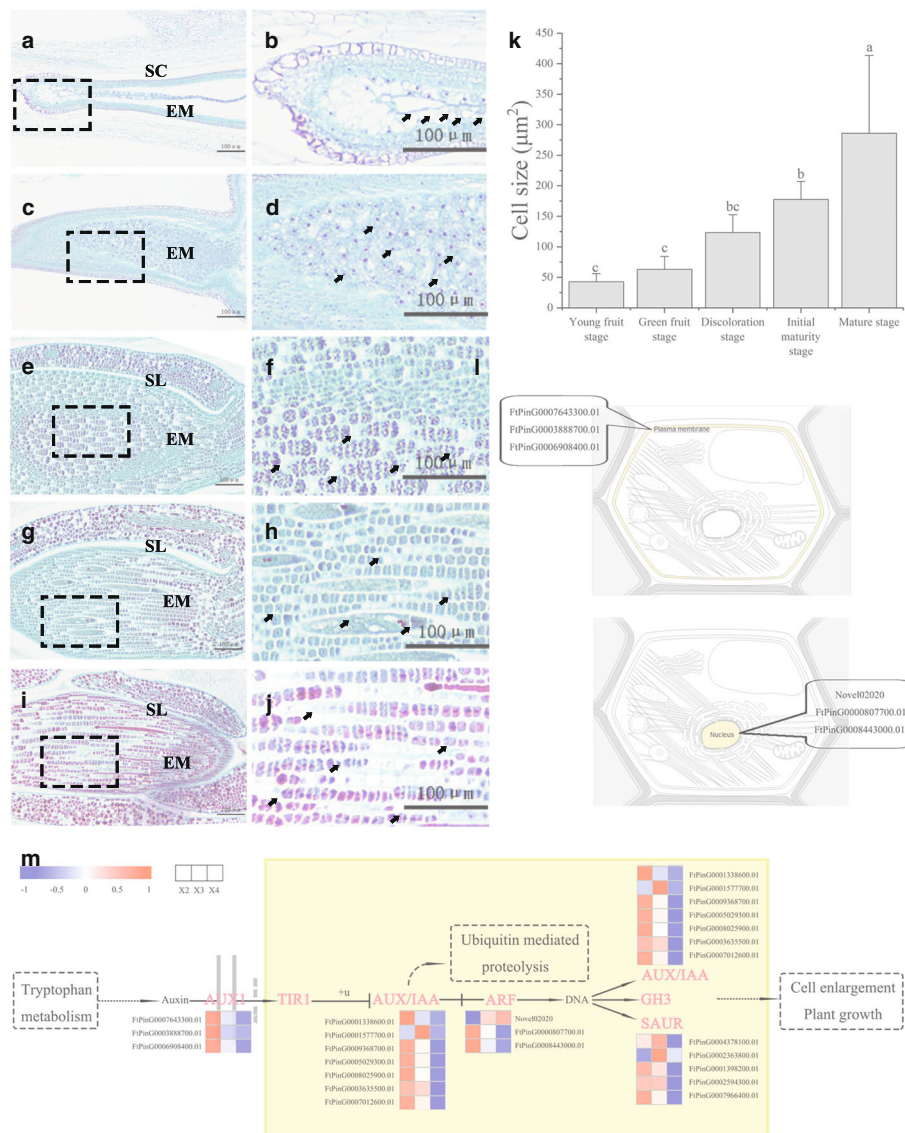 a
SC
EM
100 μm
b
100 μm
c
EM
100 μm
d
100 μm
e
SL
EM
f
l
100 μm
g
SL
EM
h
100 μm
i
SL
EM
j
100 μm
k
Cell size (μm²)
450
400
350
300
250
200
150
100
50
0
c
c
bc
b
a
Young fruit stage
Green fruit stage
Discoloration stage
Initial maturity stage
Mature stage
FtPinG0007643300.01
FtPinG0003888700.01
FtPinG0006908400.01
Plasma membrane
Novel02020
FtPinG0000807700.01
FtPinG0008443000.01
Nucleus
m
-1 -0.5 0 0.5 1
X2 X3 X4
Tryptophan
metabolism
Auxin
AUX1
FtPinG0007643300.01
FtPinG0003888700.01
FtPinG0006908400.01
TIR1
+u
Ubiquitin mediated
proteolysis
AUX/IAA
FtPinG0001338600.01
FtPinG0001577700.01
FtPinG0009368700.01
FtPinG0005029300.01
FtPinG0008025900.01
FtPinG0003635500.01
FtPinG0007012600.01
ARF
Novel02020
FtPinG0000807700.01
FtPinG0008443000.01
DNA
FtPinG0001338600.01
FtPinG0001577700.01
FtPinG0009368700.01
FtPinG0005029300.01
FtPinG0008025900.01
FtPinG0003635500.01
FtPinG0007012600.01
AUX/IAA
GH3
SAUR
FtPinG0004378100.01
FtPinG0002363800.01
FtPinG0001398200.01
FtPinG0002594300.01
FtPinG0007966400.01
Cell enlargement
Plant growth